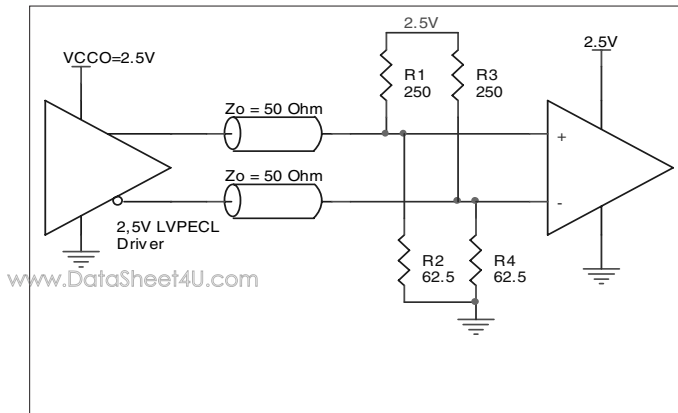 2.5V
VCCO=2.5V
2.5V
R1
250
R3
250
Zo = 50 Ohm
+
Zo = 50 Ohm
-
2,5V LVPECL
Driver
R2
62.5
R4
62.5
www.DataSheet4U.com